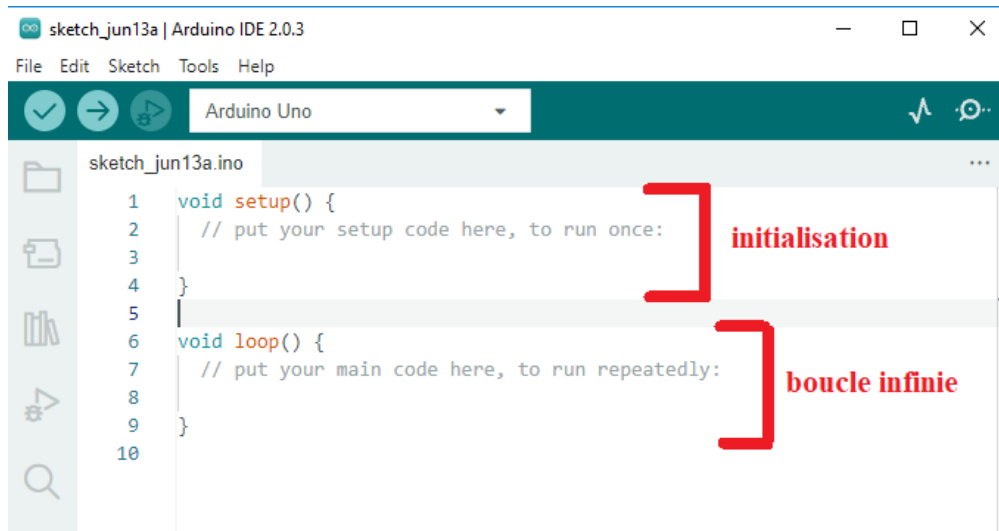 sketch_jun13a | Arduino IDE 2.0.3
File Edit Sketch Tools Help
Arduino Uno
sketch_jun13a.ino
1 void setup() {
2 // put your setup code here, to run once:
3
4 }
5
6 void loop() {
7 // put your main code here, to run repeatedly:
8
9 }
10
initialisation
boucle infinie